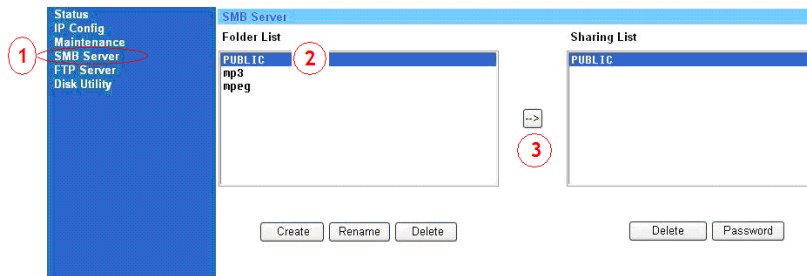 Status
IP Config
Maintenance
1
SMB Server
FTP Server
Disk Utility
SMB Server
Folder List
PUBLIC
2
mp3
mpeg
-->
3
Create
Rename
Delete
Sharing List
PUBLIC
Delete
Password